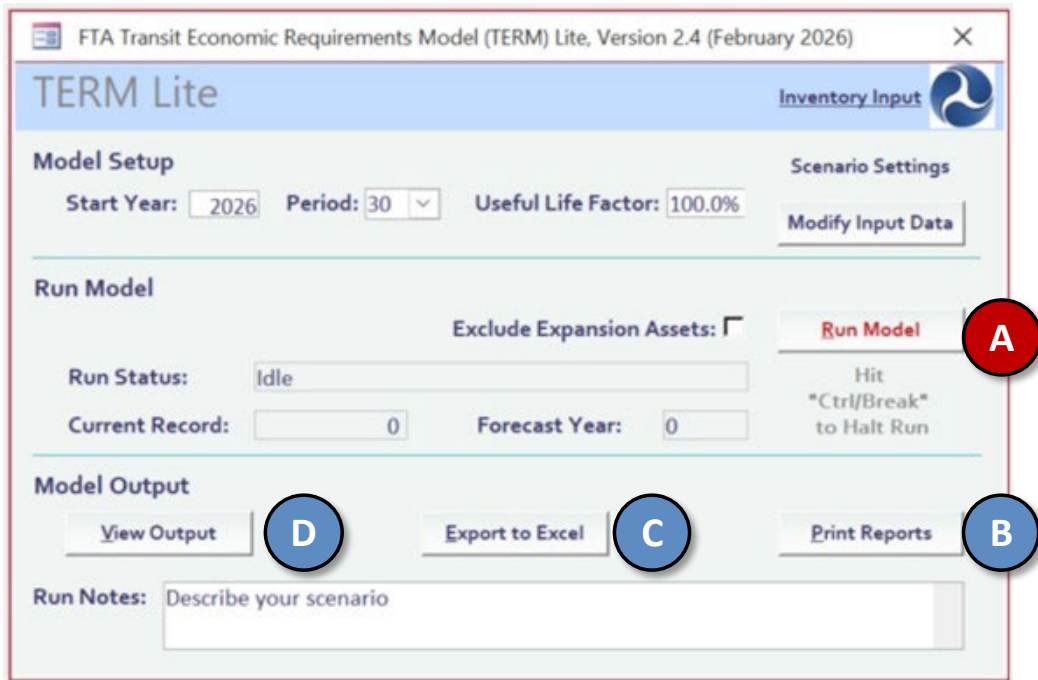 FTA Transit Economic Requirements Model (TERM) Lite, Version 2.4 (February 2026)
TERM Lite
Inventory Input
Model Setup
Scenario Settings
Start Year: 2026 Period: 30 Useful Life Factor: 100.0%
Modify Input Data
Run Model
Exclude Expansion Assets:
Run Model
A
Run Status: Idle
Hit
"Ctrl/Break"
to Halt Run
Current Record: 0 Forecast Year: 0
Model Output
View Output D Export to Excel C Print Reports B
Run Notes: Describe your scenario